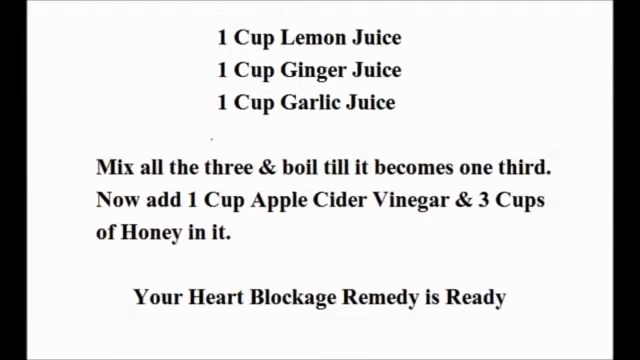 1 Cup Lemon Juice
1 Cup Ginger Juice
1 Cup Garlic Juice
Mix all the three & boil till it becomes one third.
Now add 1 Cup Apple Cider Vinegar & 3 Cups
of Honey in it.
Your Heart Blockage Remedy is Ready